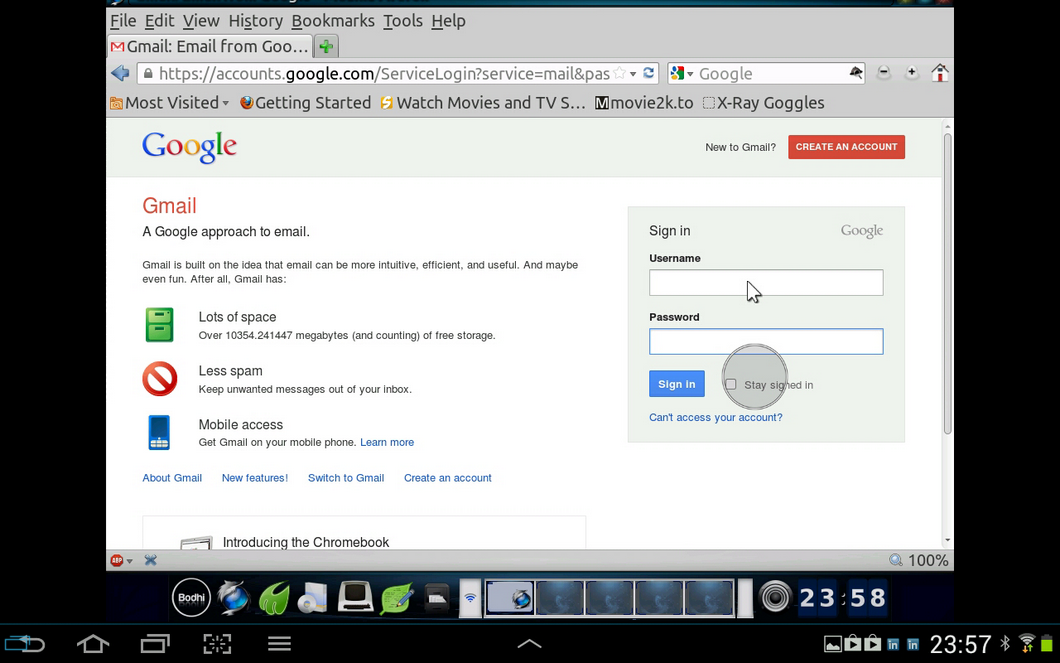 File Edit View History Bookmarks Tools Help
Gmail: Email from Goo...
https://accounts.google.com/ServiceLogin?service=mail&pas Google
Most Visited Getting Started Watch Movies and TV S... movie2k.to X-Ray Goggles
Google New to Gmail? CREATE AN ACCOUNT
Gmail
A Google approach to email.
Gmail is built on the idea that email can be more intuitive, efficient, and useful. And maybe
even fun. After all, Gmail has:
Lots of space
Over 10354.241447 megabytes (and counting) of free storage.
Less spam
Keep unwanted messages out of your inbox.
Mobile access
Get Gmail on your mobile phone. Learn more
About Gmail New features! Switch to Gmail Create an account
Introducing the Chromebook
Sign in Google
Username
Password
Sign in Stay signed in
Can't access your account?
ABP 100%
Bodhi 23:58
in in 23:57